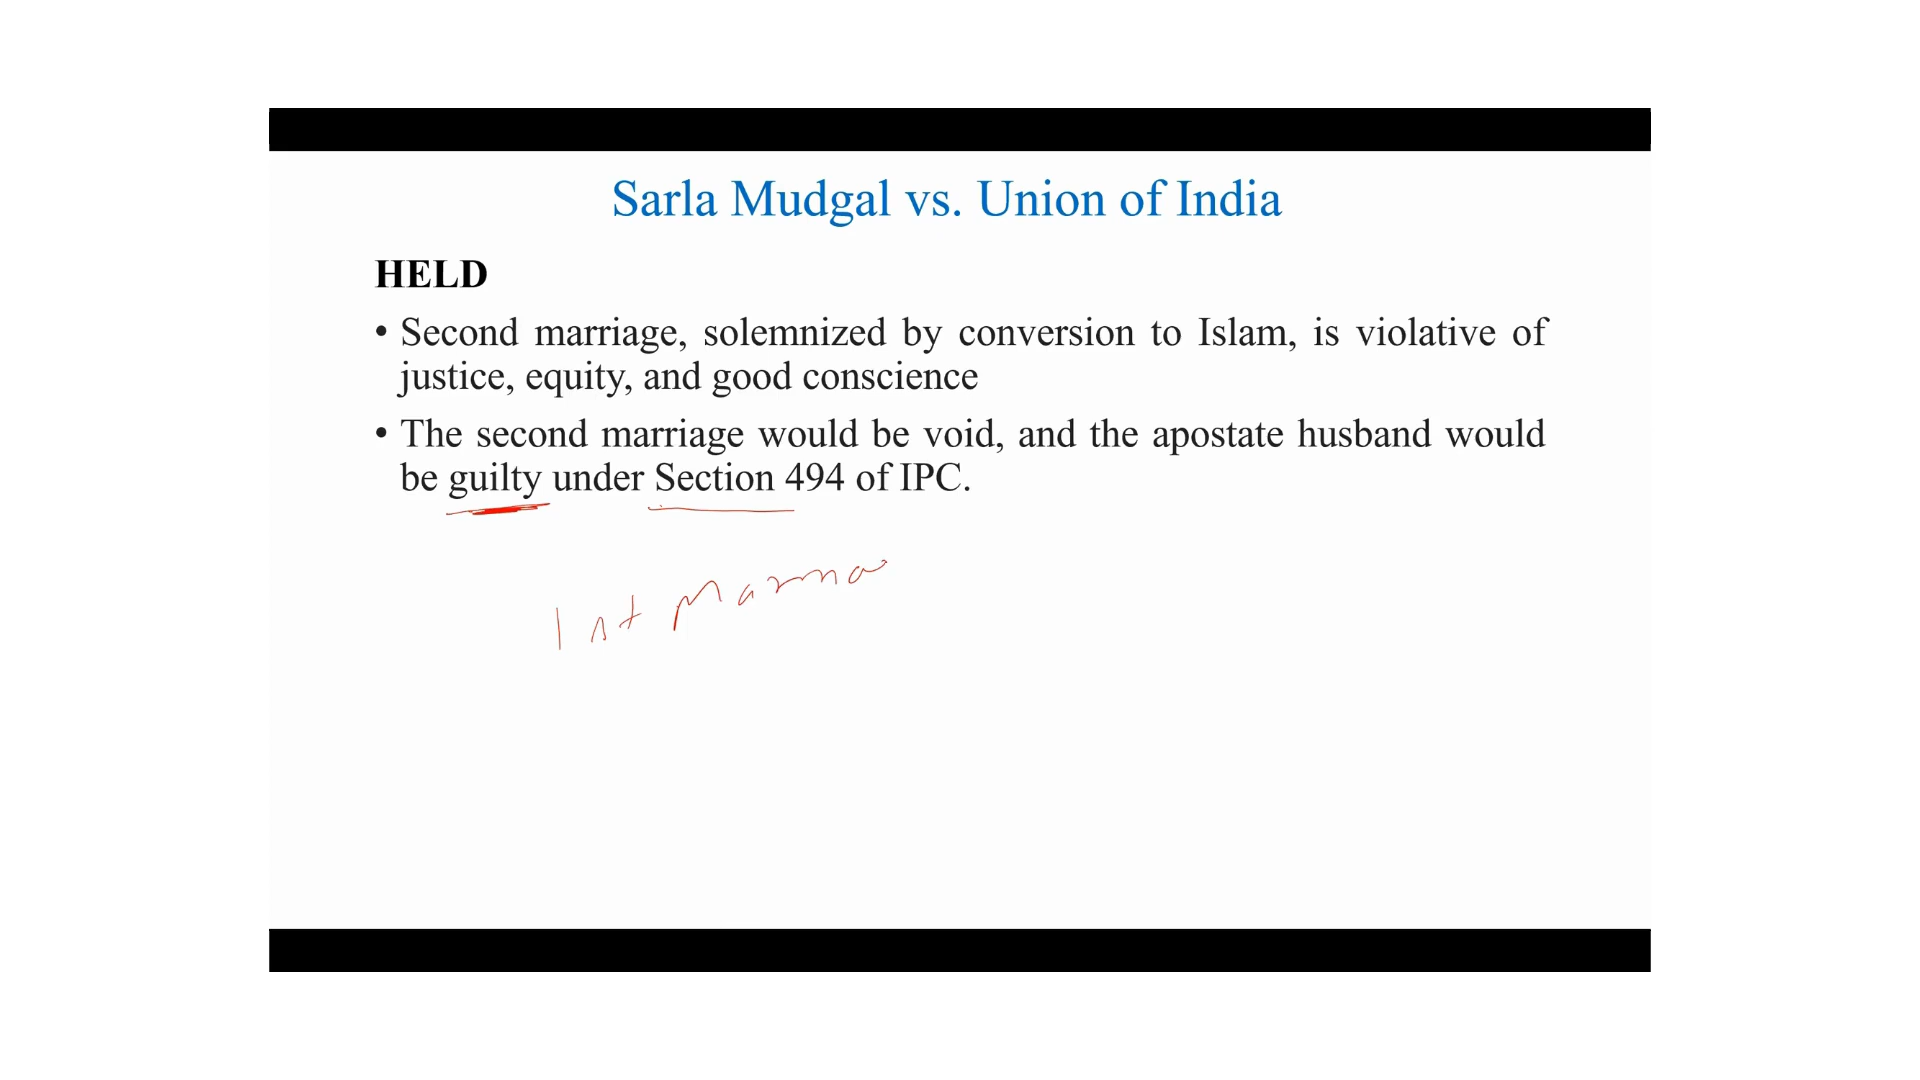 Sarla Mudgal vs. Union of India
HELD
• Second marriage, solemnized by conversion to Islam, is violative of
justice, equity, and good conscience
• The second marriage would be void, and the apostate husband would
be guilty under Section 494 of IPC.
1st